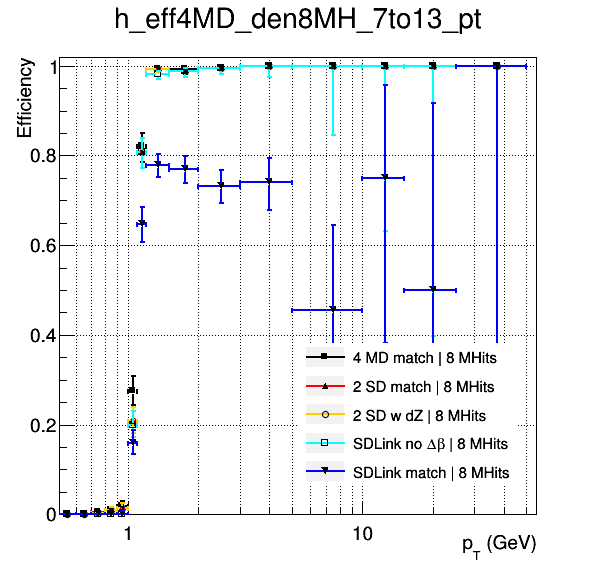 h_eff4MD_den8MH_7to13_pt
Efficiency
1
0.8
0.6
0.4
0.2
0
4 MD match | 8 MHits
2 SD match | 8 MHits
2 SD w dZ | 8 MHits
SDLink no Δβ | 8 MHits
SDLink match | 8 MHits
1
10
p_T (GeV)